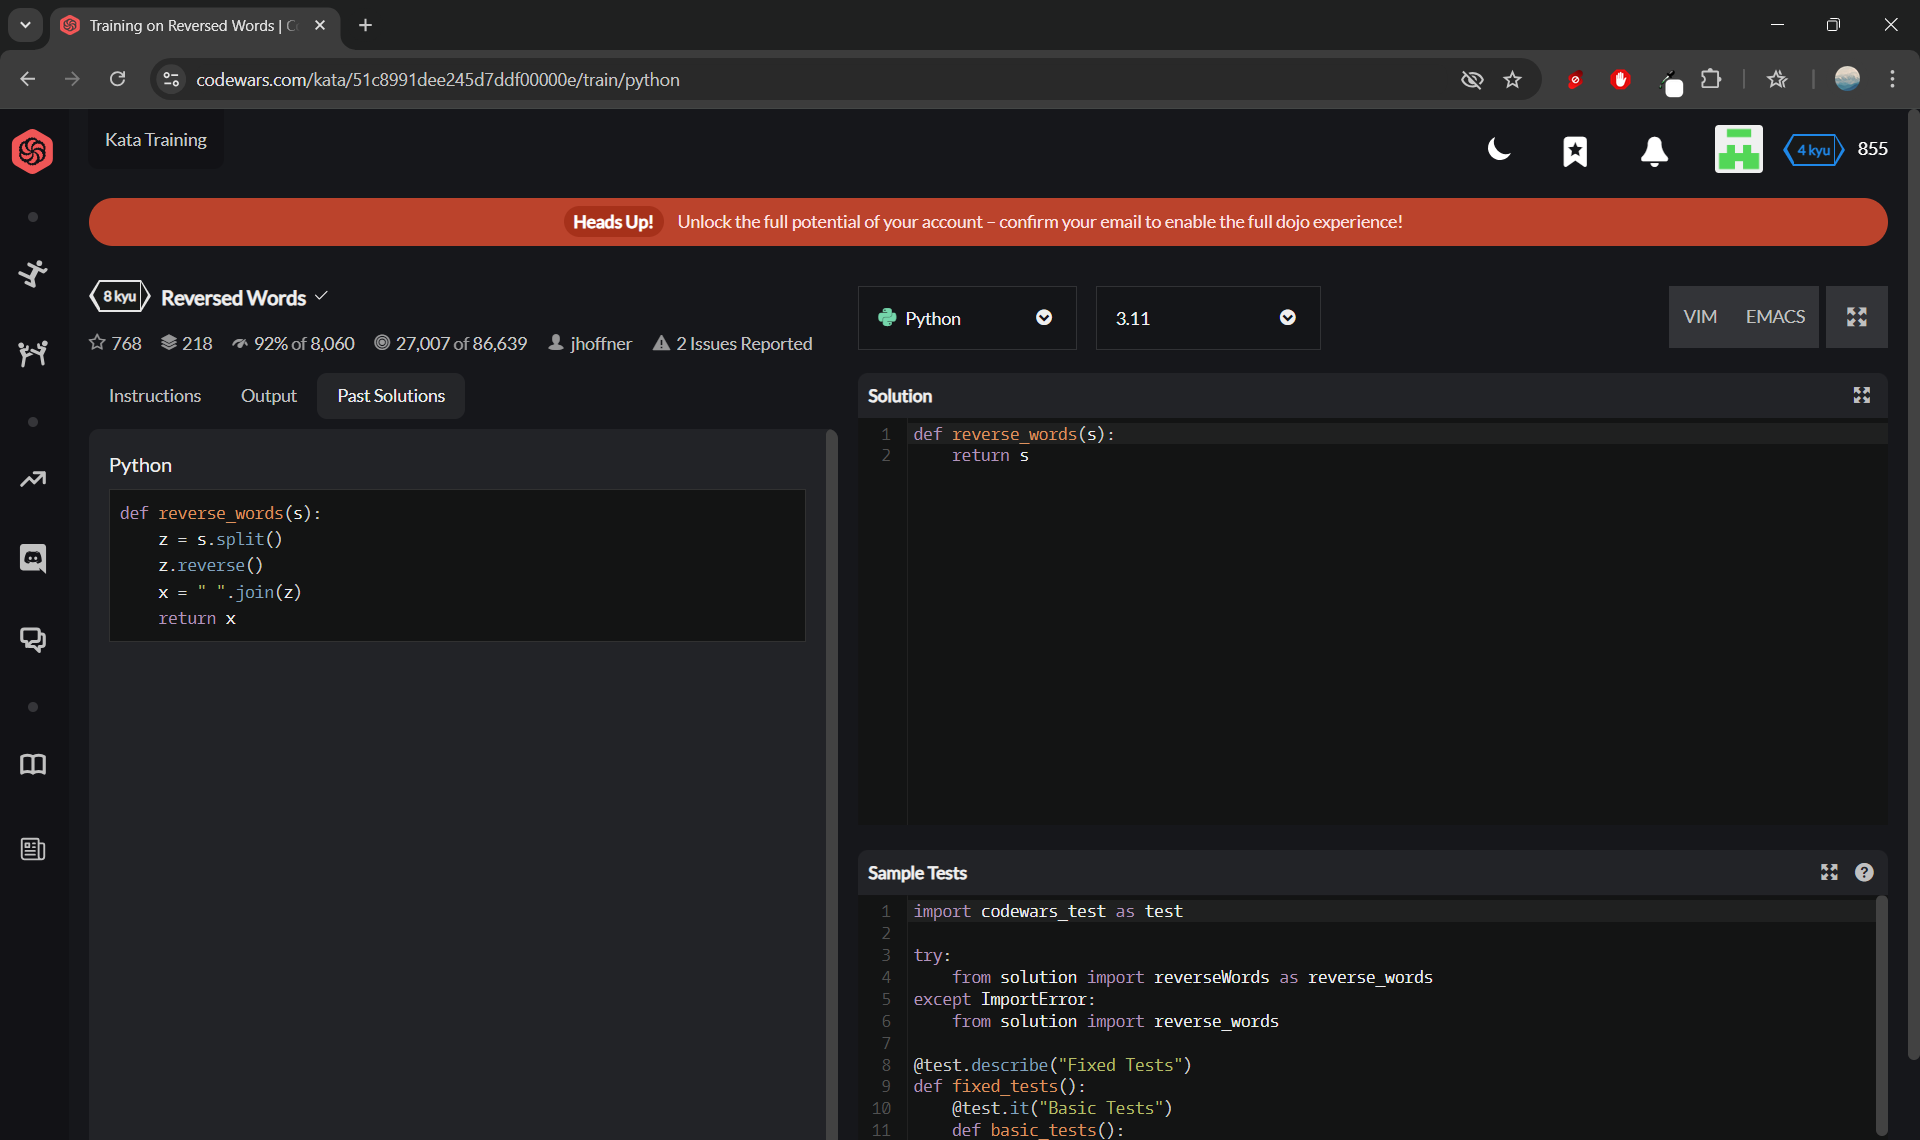 Training on Reversed Words | C
codewars.com/kata/51c8991dee245d7ddf00000e/train/python
Kata Training
4 kyu 855
Heads Up! Unlock the full potential of your account – confirm your email to enable the full dojo experience!
8 kyu Reversed Words
768 218 92% of 8,060 27,007 of 86,639 jhoffner 2 Issues Reported
Python
3.11
VIM EMACS
Instructions Output Past Solutions
Python
def reverse_words(s):
    z = s.split()
    z.reverse()
    x = " ".join(z)
    return x
Solution
1 def reverse_words(s):
2     return s
Sample Tests
1 import codewars_test as test
2
3 try:
4     from solution import reverseWords as reverse_words
5 except ImportError:
6     from solution import reverse_words
7
8 @test.describe("Fixed Tests")
9 def fixed_tests():
10     @test.it("Basic Tests")
11     def basic_tests():